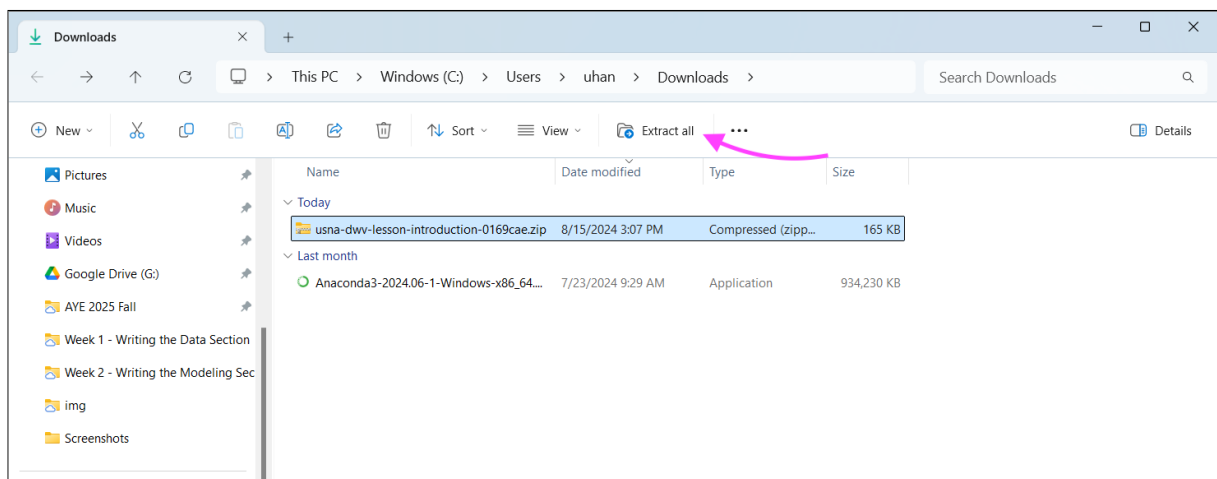 Downloads
This PC > Windows (C:) > Users > uhan > Downloads >
Search Downloads
New
Sort
View
Extract all
•••
Details
Pictures
Music
Videos
Google Drive (G:)
AYE 2025 Fall
Week 1 - Writing the Data Section
Week 2 - Writing the Modeling Sec
img
Screenshots
Name Date modified Type Size
Today
usna-dwv-lesson-introduction-0169cae.zip 8/15/2024 3:07 PM Compressed (zipp... 165 KB
Last month
Anaconda3-2024.06-1-Windows-x86_64.... 7/23/2024 9:29 AM Application 934,230 KB